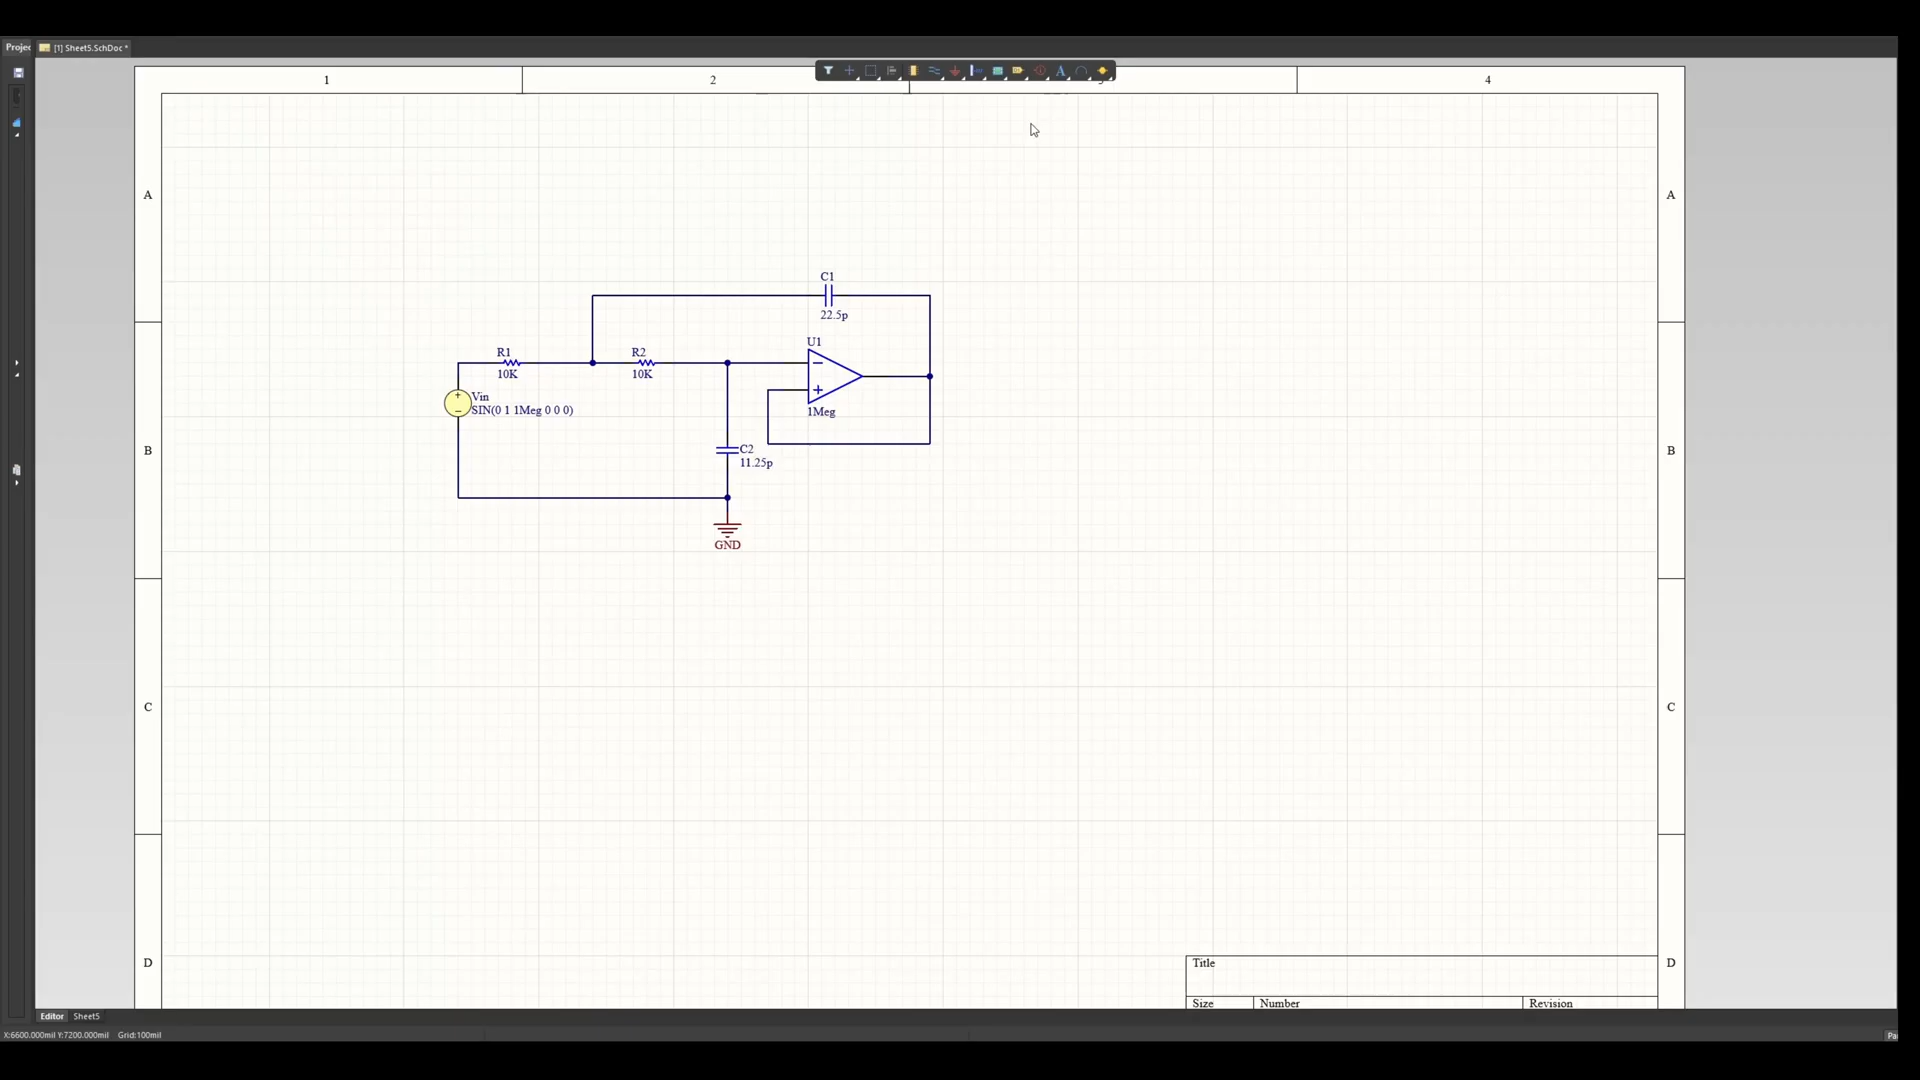 Projec
[1] Sheet5.SchDoc *
1
2
4
A
A
C1
22.5p
U1
R1
R2
10K
10K
Vin
SIN(0 1 1Meg 0 0 0)
1Meg
B
B
C2
11.25p
GND
C
C
D
D
Title
Size
Number
Revision
Editor
Sheet5
X:6600.000mil Y:7200.000mil
Grid:100mil
Pa